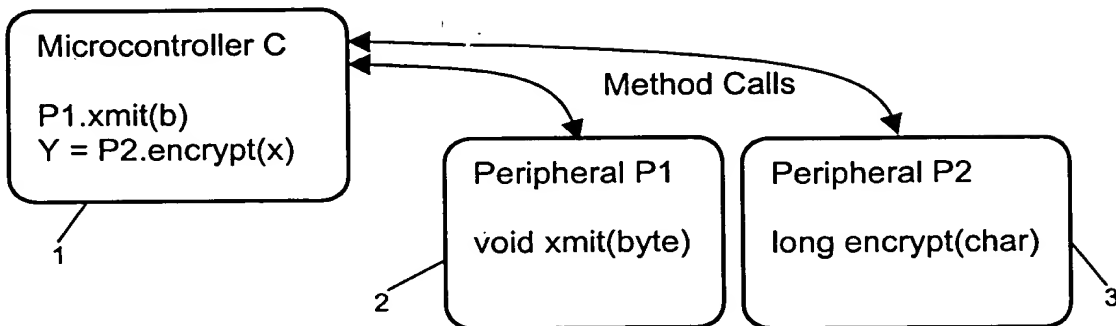 Microcontroller C
P1.xmit(b)
Y = P2.encrypt(x)
Method Calls
Peripheral P1
void xmit(byte)
Peripheral P2
long encrypt(char)
1
2
3